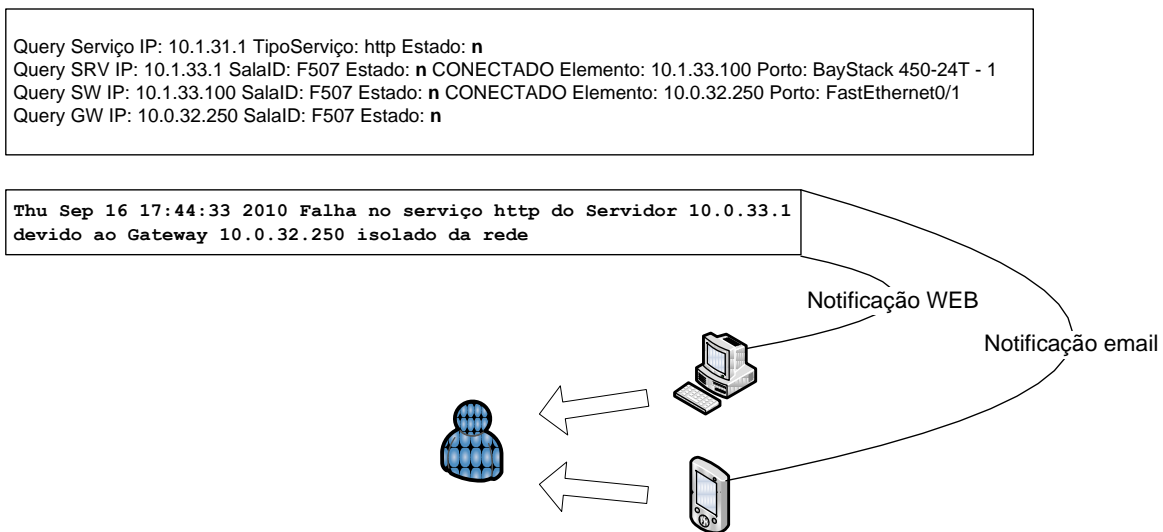 Query Serviço IP: 10.1.31.1 TipoServiço: http Estado: n
Query SRV IP: 10.1.33.1 SalaID: F507 Estado: n CONECTADO Elemento: 10.1.33.100 Porto: BayStack 450-24T - 1
Query SW IP: 10.1.33.100 SalaID: F507 Estado: n CONECTADO Elemento: 10.0.32.250 Porto: FastEthernet0/1
Query GW IP: 10.0.32.250 SalaID: F507 Estado: n
Thu Sep 16 17:44:33 2010 Falha no serviço http do Servidor 10.0.33.1
devido ao Gateway 10.0.32.250 isolado da rede
Notificação WEB
Notificação email